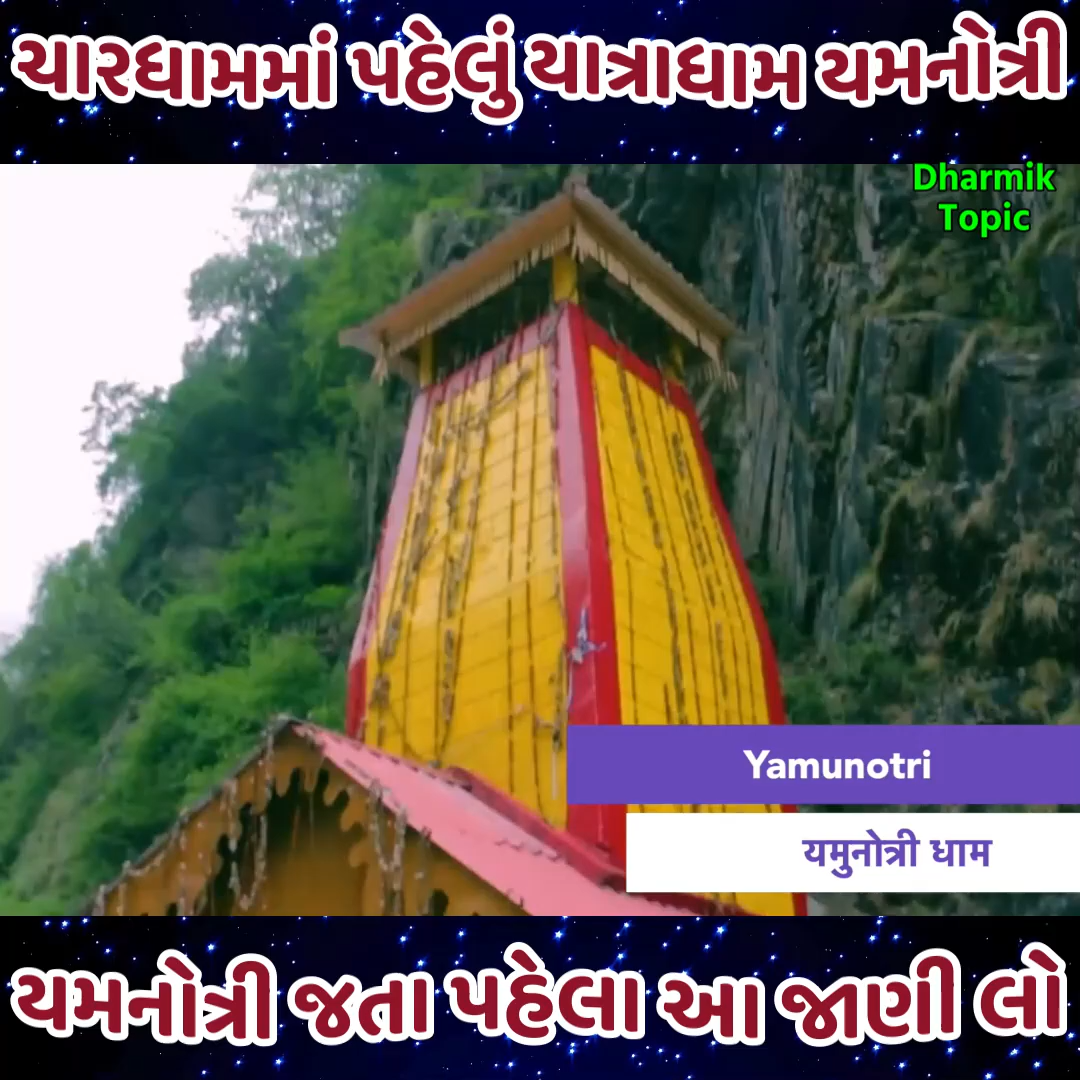 ચારધામમાં પહેલું યાત્રાધામ યમનોત્રી
Dharmik
Topic
Yamunotri
यमुनोत्री धाम
યમનોત્રી જતા પહેલા આ જાણી લો